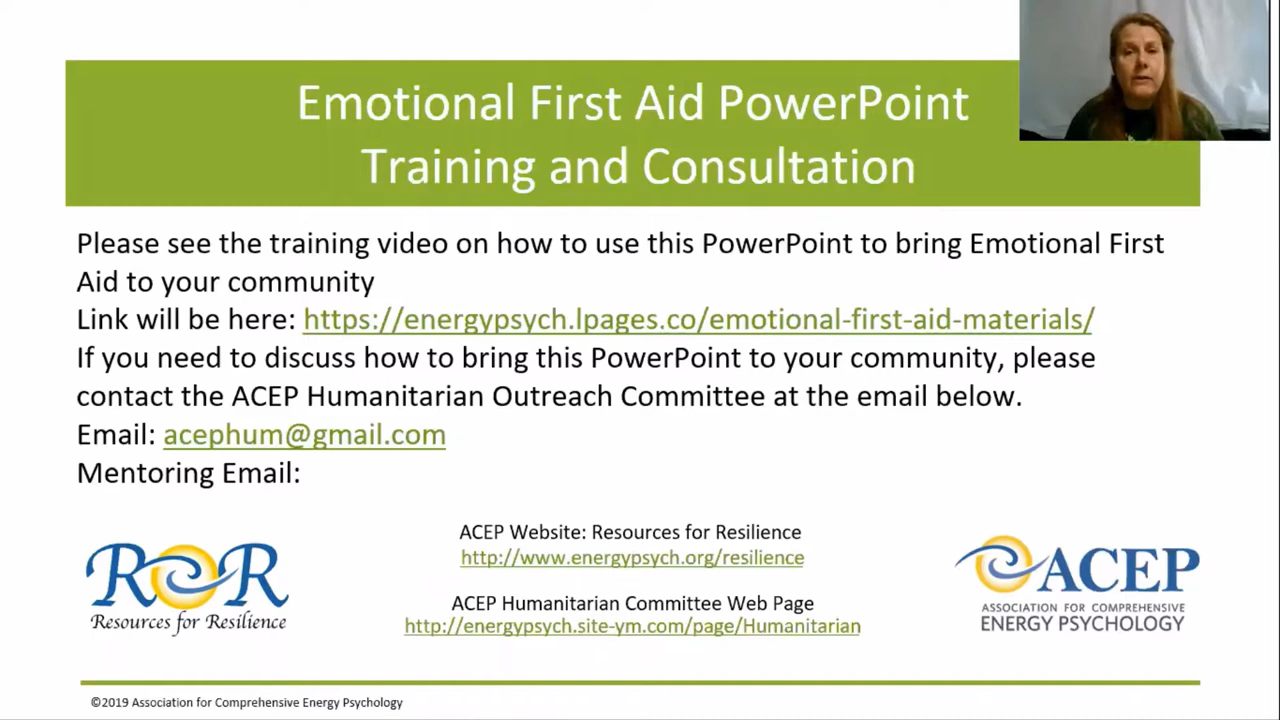 Emotional First Aid PowerPoint
Training and Consultation
Please see the training video on how to use this PowerPoint to bring Emotional First
Aid to your community
Link will be here: https://energypsych.lpages.co/emotional-first-aid-materials/
If you need to discuss how to bring this PowerPoint to your community, please
contact the ACEP Humanitarian Outreach Committee at the email below.
Email: acephum@gmail.com
Mentoring Email:
ACEP Website: Resources for Resilience
http://www.energypsych.org/resilience
ACEP Humanitarian Committee Web Page
http://energypsych.site-ym.com/page/Humanitarian
RR
Resources for Resilience
ACEP
ASSOCIATION FOR COMPREHENSIVE
ENERGY PSYCHOLOGY
©2019 Association for Comprehensive Energy Psychology